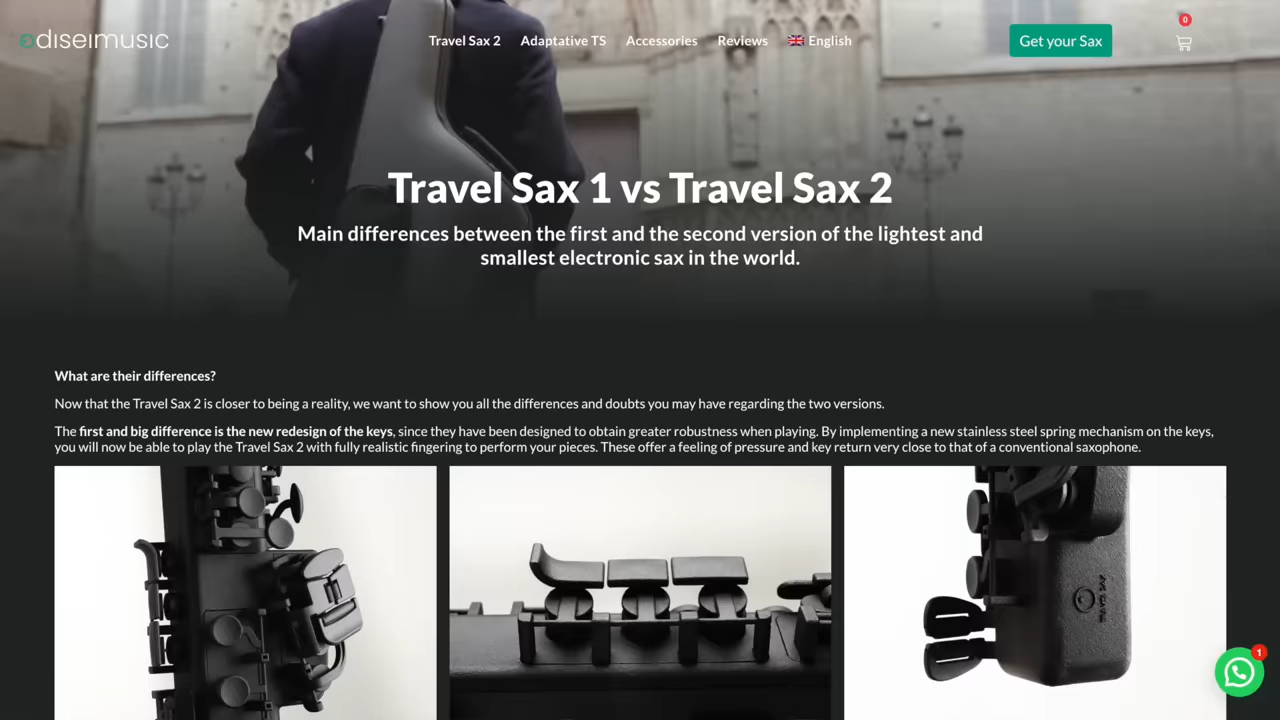 odiseimusic
Travel Sax 2
Adaptative TS
Accessories
Reviews
English
Get your Sax
0
Travel Sax 1 vs Travel Sax 2
Main differences between the first and the second version of the lightest and
smallest electronic sax in the world.
What are their differences?
Now that the Travel Sax 2 is closer to being a reality, we want to show you all the differences and doubts you may have regarding the two versions.
The first and big difference is the new redesign of the keys, since they have been designed to obtain greater robustness when playing. By implementing a new stainless steel spring mechanism on the keys,
you will now be able to play the Travel Sax 2 with fully realistic fingering to perform your pieces. These offer a feeling of pressure and key return very close to that of a conventional saxophone.
TRAVEL SAX
1